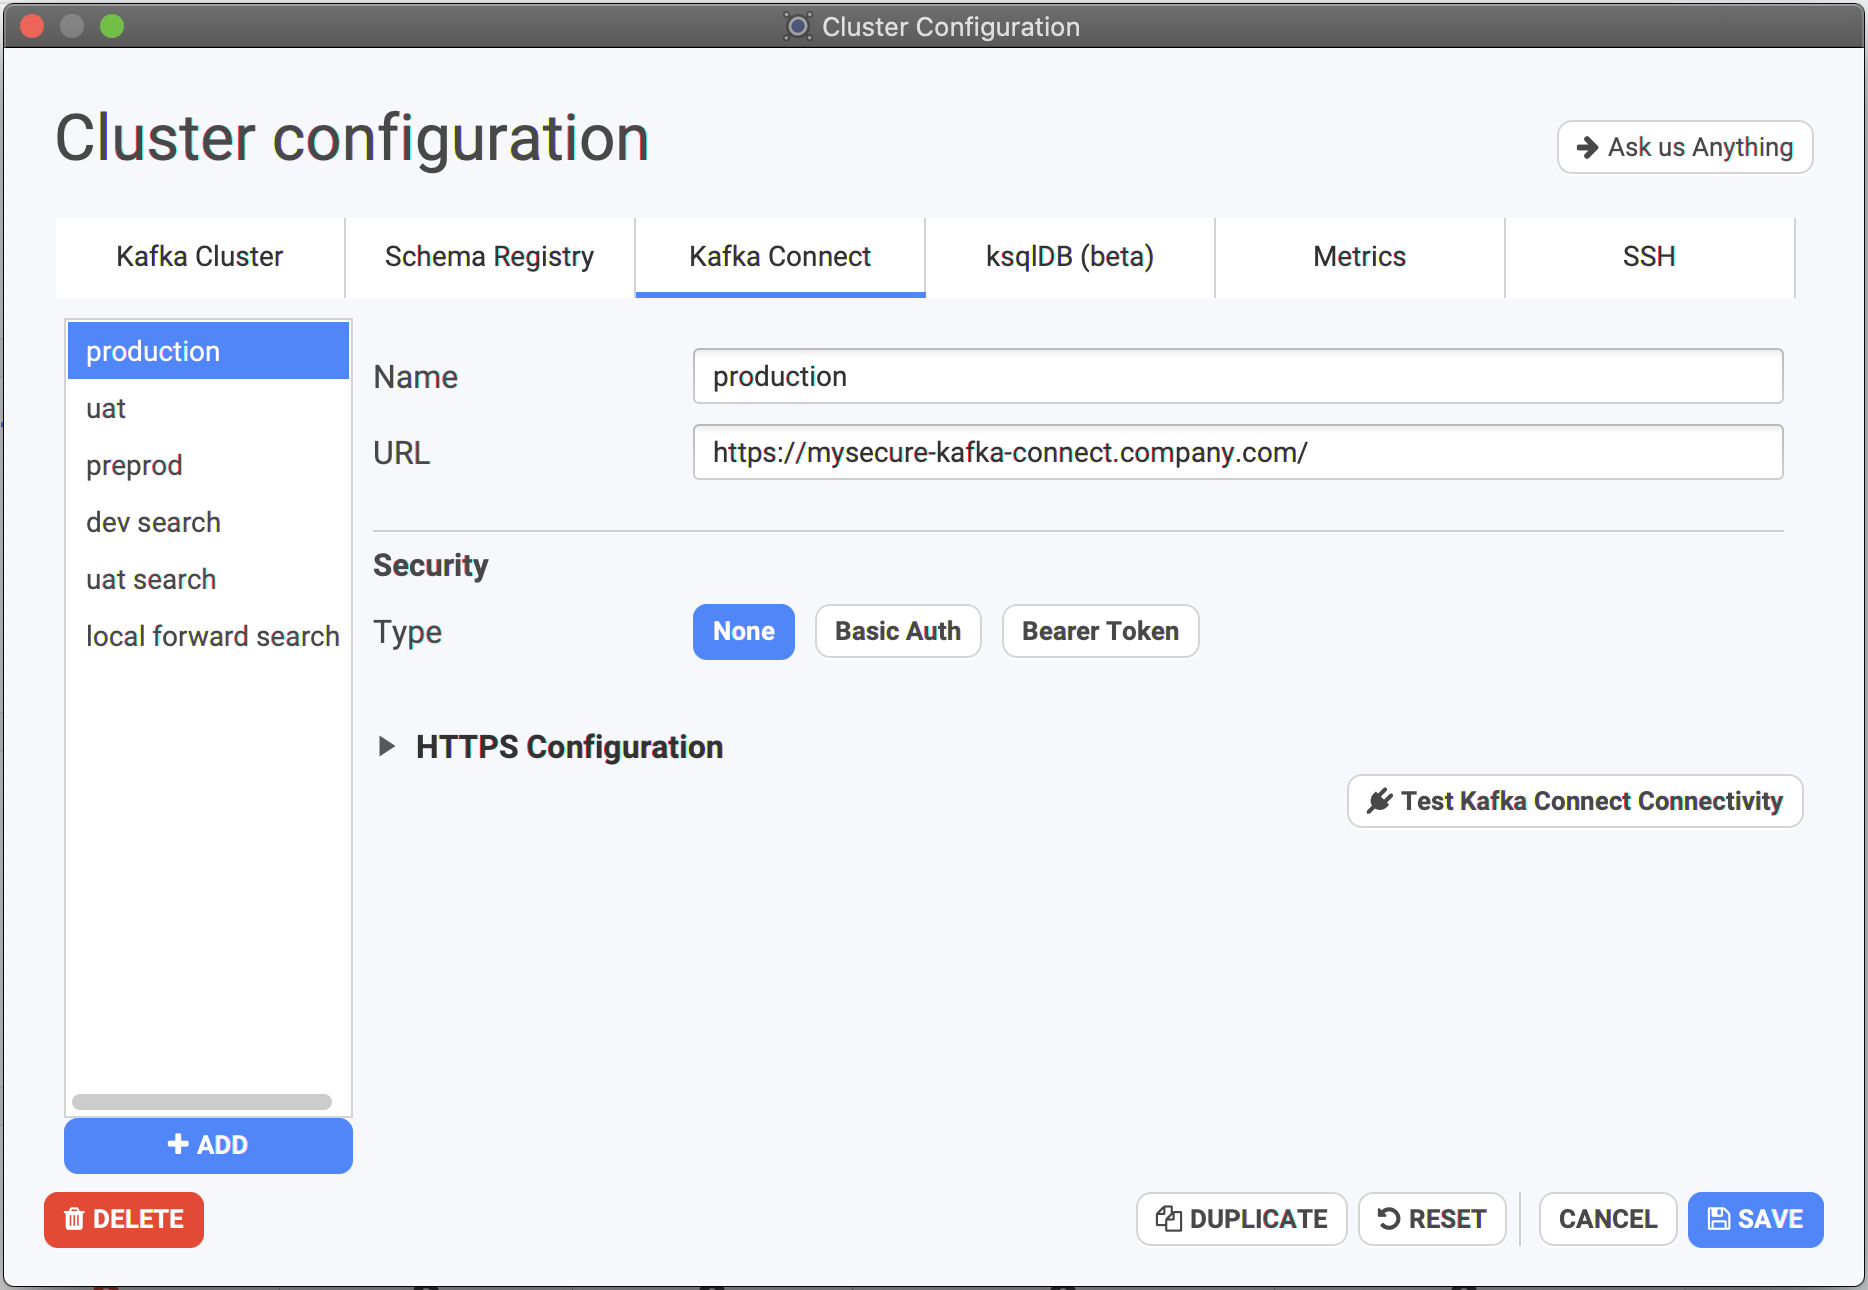 Cluster Configuration
Cluster configuration
Ask us Anything
Kafka Cluster
Schema Registry
Kafka Connect
ksqlDB (beta)
Metrics
SSH
production
uat
preprod
dev search
uat search
local forward search
ADD
Name
production
URL
https://mysecure-kafka-connect.company.com/
Security
Type
None
Basic Auth
Bearer Token
HTTPS Configuration
Test Kafka Connect Connectivity
DELETE
DUPLICATE
RESET
CANCEL
SAVE